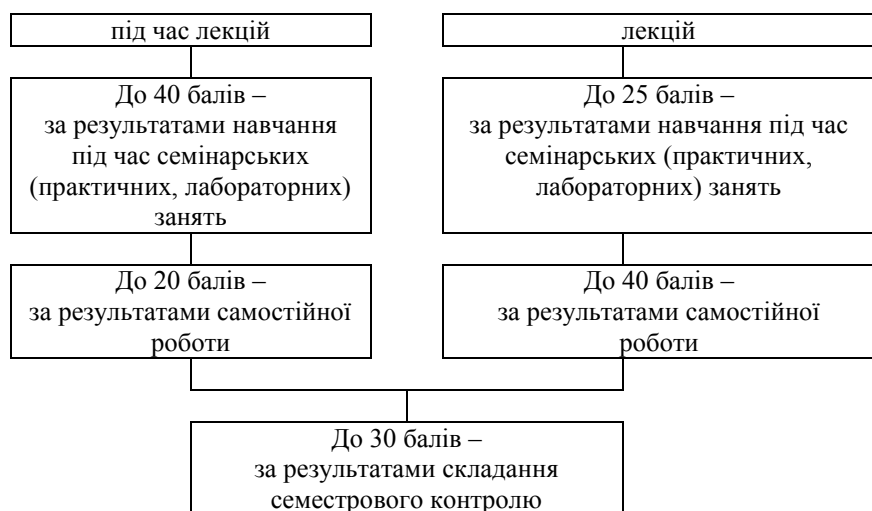 під час лекцій
До 40 балів –
за результатами навчання
під час семінарських
(практичних, лабораторних)
занять
До 20 балів –
за результатами самостійної
роботи
лекцій
До 25 балів –
за результатами навчання під час
семінарських (практичних,
лабораторних) занять
До 40 балів –
за результатами самостійної
роботи
До 30 балів –
за результатами складання
семестрового контролю